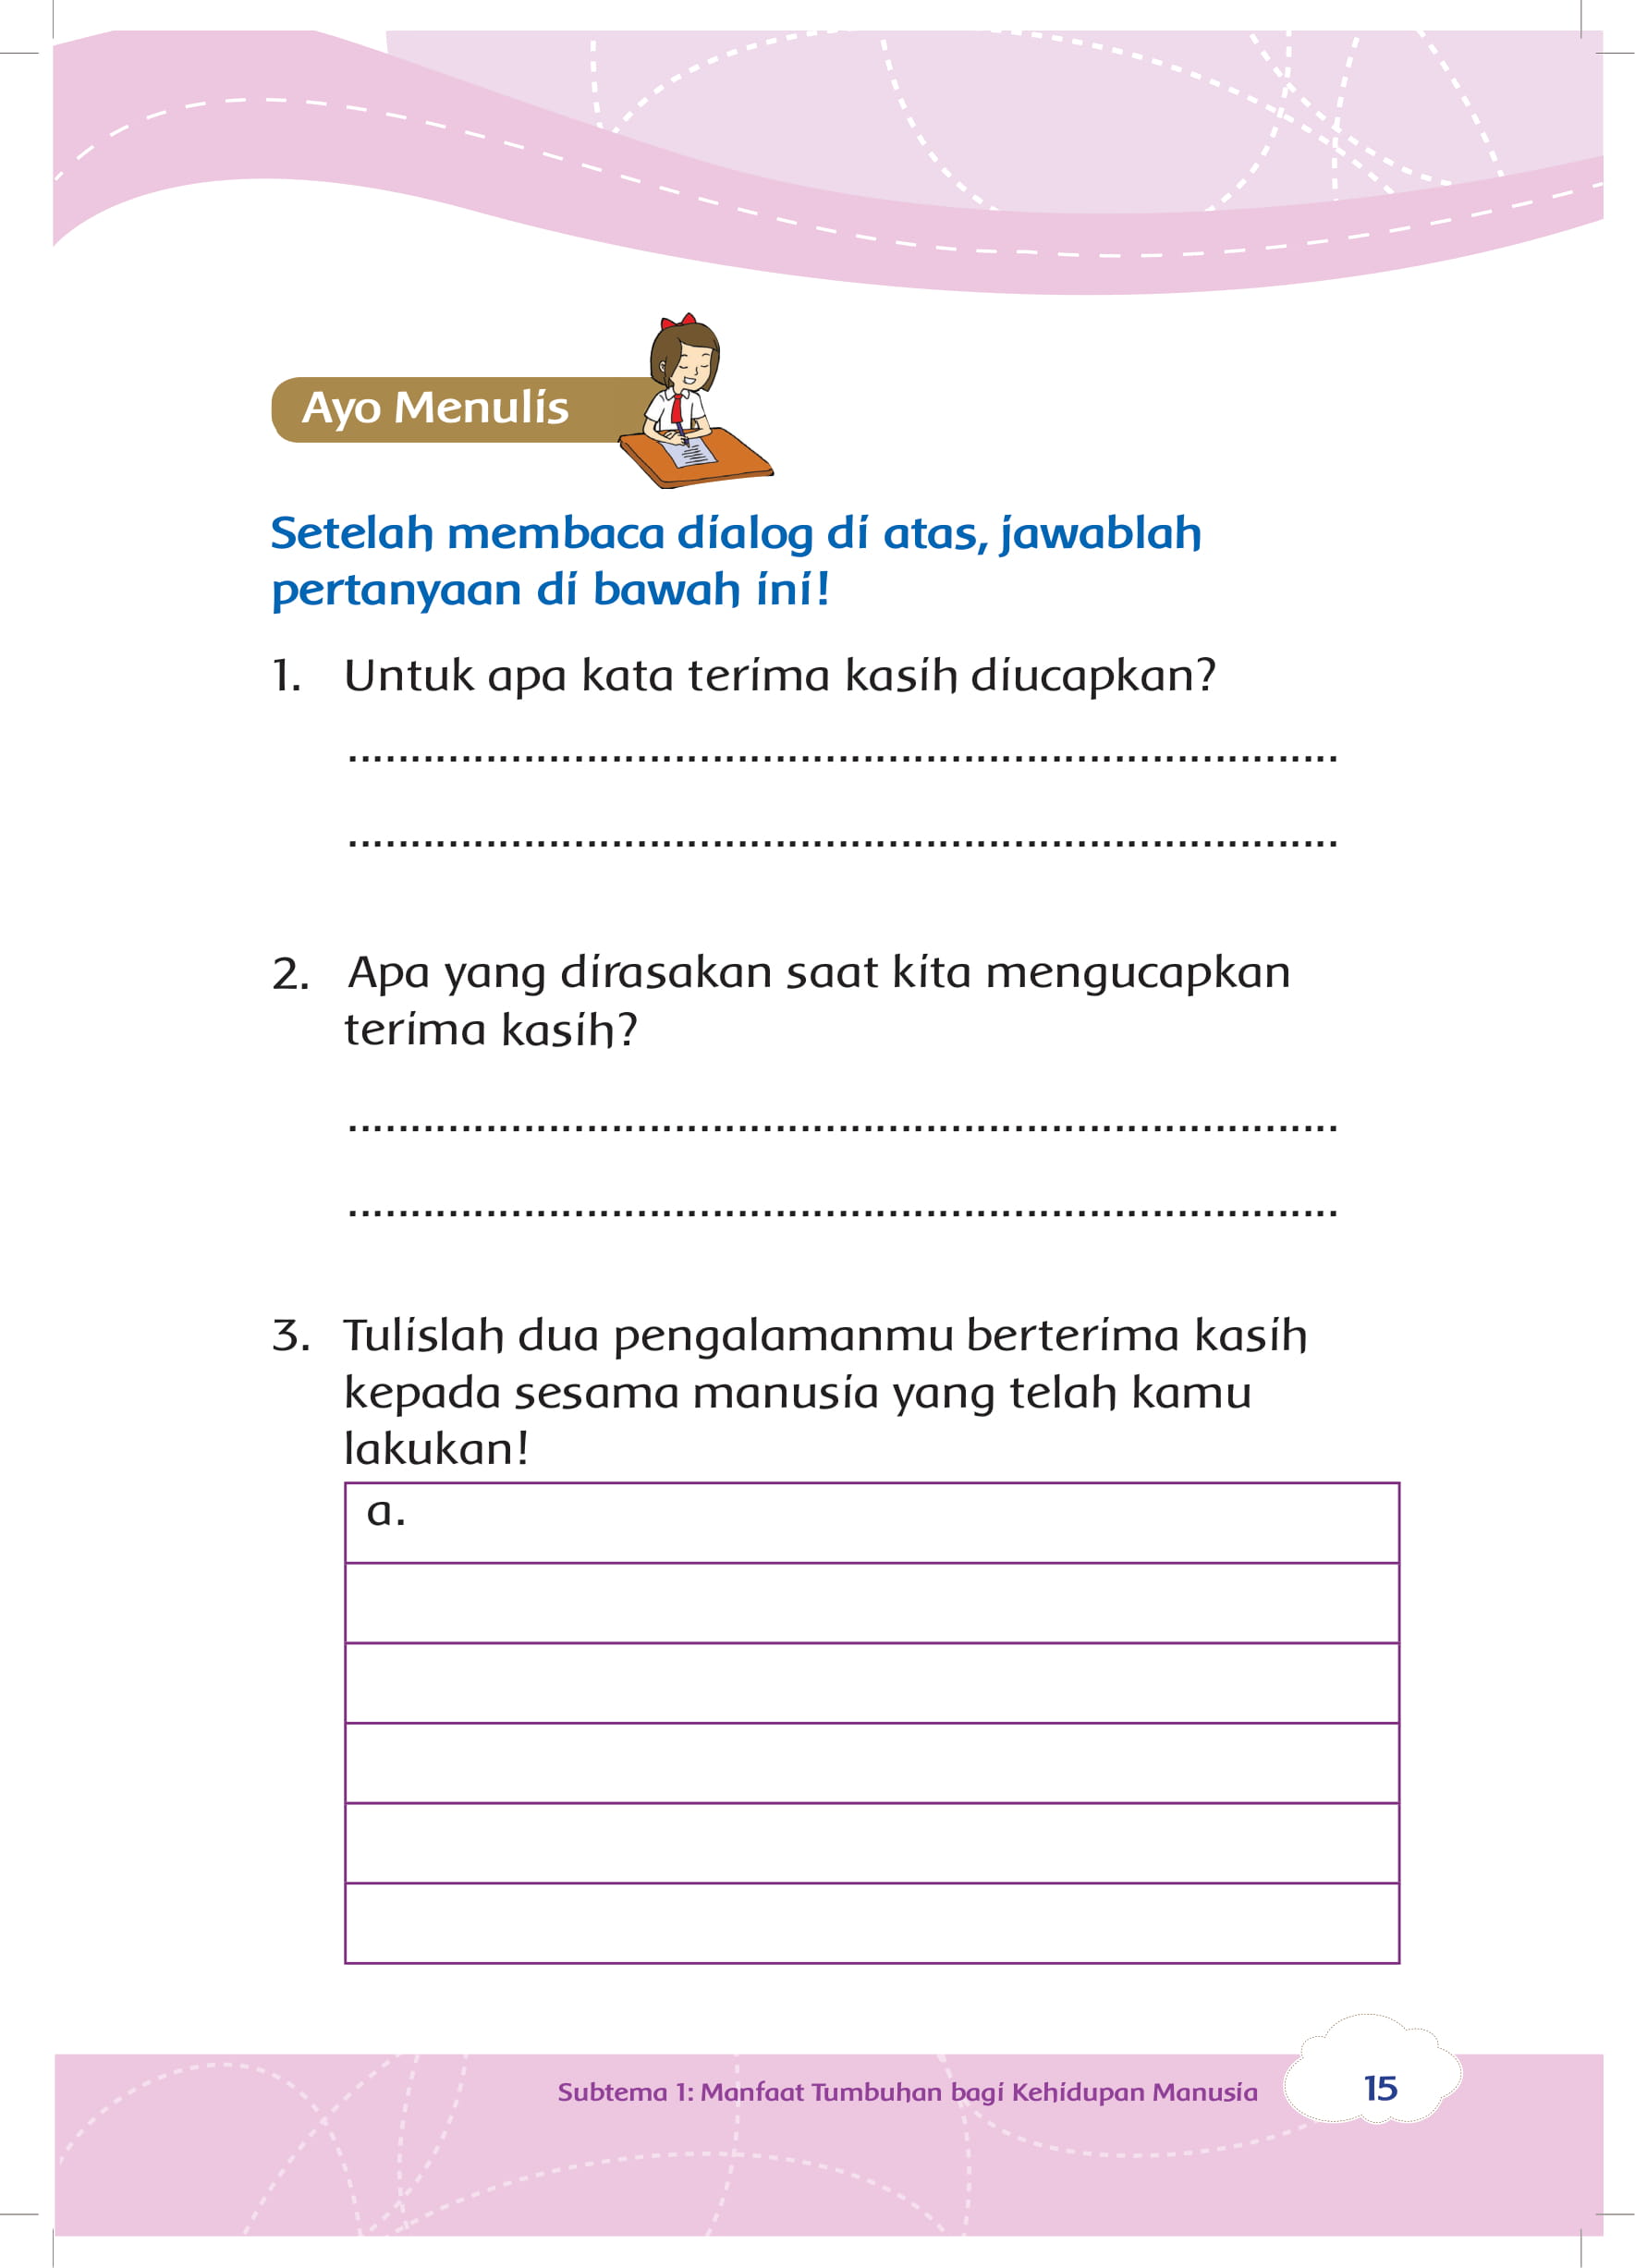 Ayo Menulis
Setelah membaca dialog di atas, jawablah
pertanyaan di bawah ini!
1. Untuk apa kata terima kasih diucapkan?
................................................................................
................................................................................
2. Apa yang dirasakan saat kita mengucapkan
terima kasih?
................................................................................
................................................................................
3. Tulislah dua pengalamanmu berterima kasih
kepada sesama manusia yang telah kamu
lakukan!
a.
Subtema 1: Manfaat Tumbuhan bagi Kehidupan Manusia
15